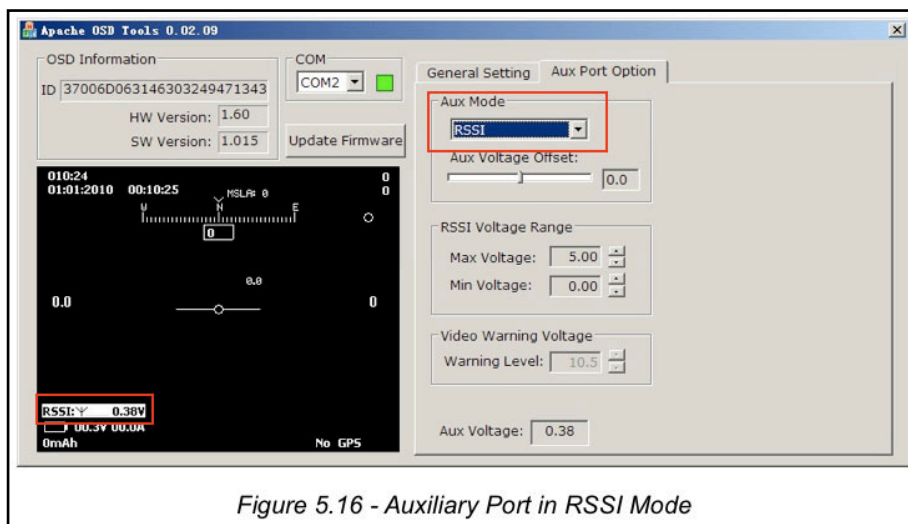 Apache OSD Tools 0.02.09
OSD Information
ID 37006D063146303249471343
HW Version: 1.60
SW Version: 1.015
COM
COM2
Update Firmware
General Setting Aux Port Option
Aux Mode
RSSI
Aux Voltage Offset:
0.0
RSSI Voltage Range
Max Voltage: 5.00
Min Voltage: 0.00
Video Warning Voltage
Warning Level: 10.5
Aux Voltage: 0.38
010:24 0
01:01:2010 00:10:25 MSLA: 0 0
W N E
0
0.0
0.0 0
RSSI: 0.38V
00.3V 00.0A
0mAh No GPS
Figure 5.16 - Auxiliary Port in RSSI Mode